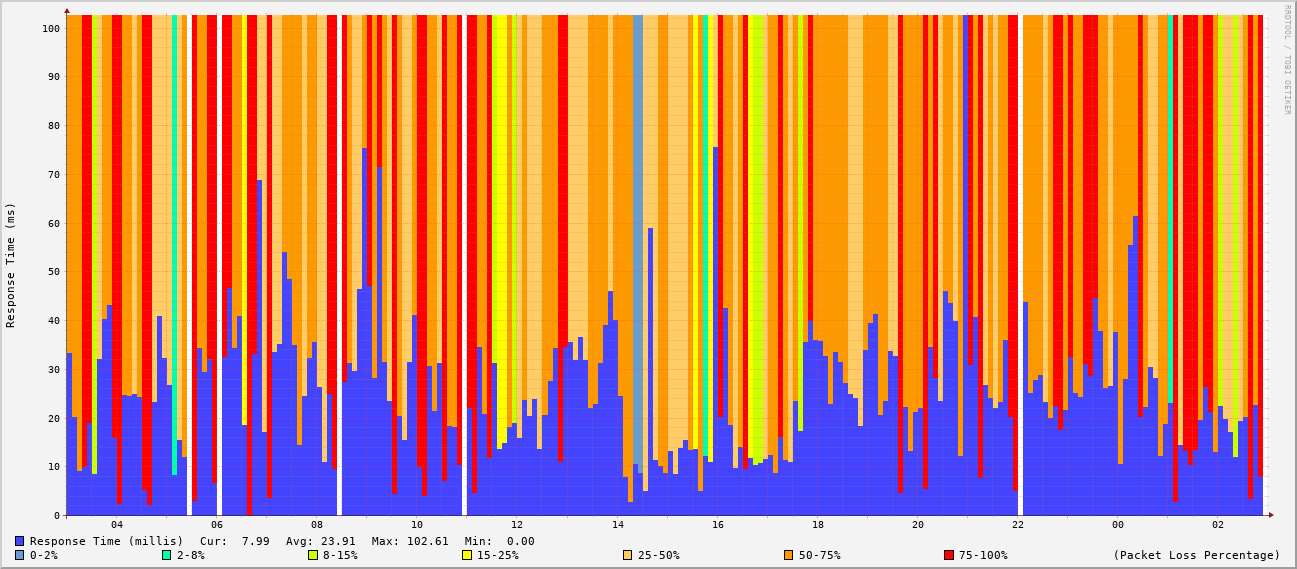 RRDTOOL / TOBI OETIKER
Response Time (ms)
100
90
80
70
60
50
40
30
20
10
0
04 06 08 10 12 14 16 18 20 22 00 02
Response Time (millis) Cur: 7.99 Avg: 23.91 Max: 102.61 Min: 0.00
0-2% 2-8% 8-15% 15-25% 25-50% 50-75% 75-100% (Packet Loss Percentage)